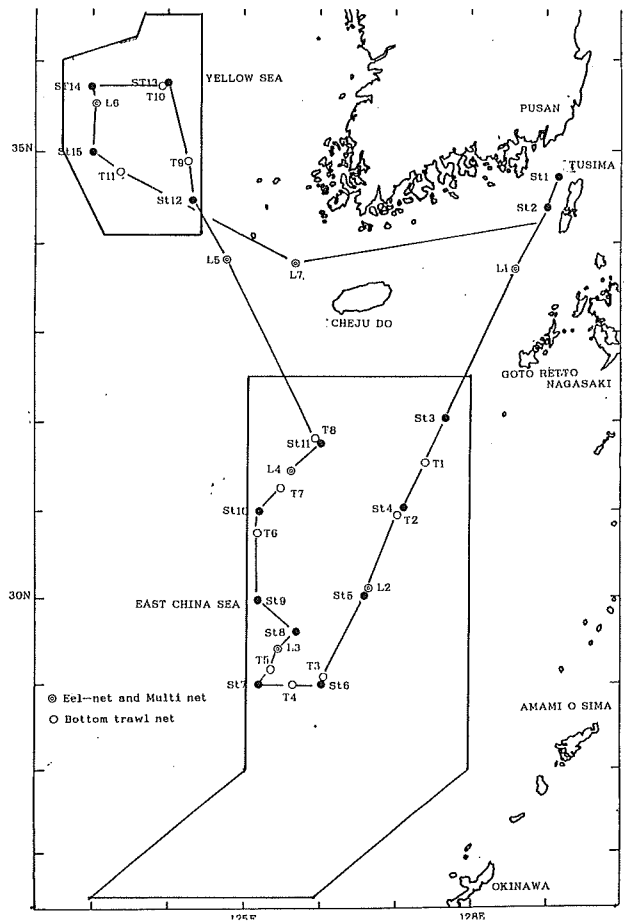 YELLOW SEA
ST14
ST13
T10
L6
PUSAN
35N
St15
T11
T9
St12
St1
TUSIMA
St2
L5
L7
L1
CHEJU DO
GOTO RETTO
NAGASAKI
T8
St11
St3
L4
T1
T7
St10
St4
T2
T6
L2
30N
EAST CHINA SEA
St9
St5
St8
L3
T5
T3
St7
T4
St6
Eel-net and Multi net
Bottom trawl net
AMAMI O SIMA
OKINAWA
125E
128E